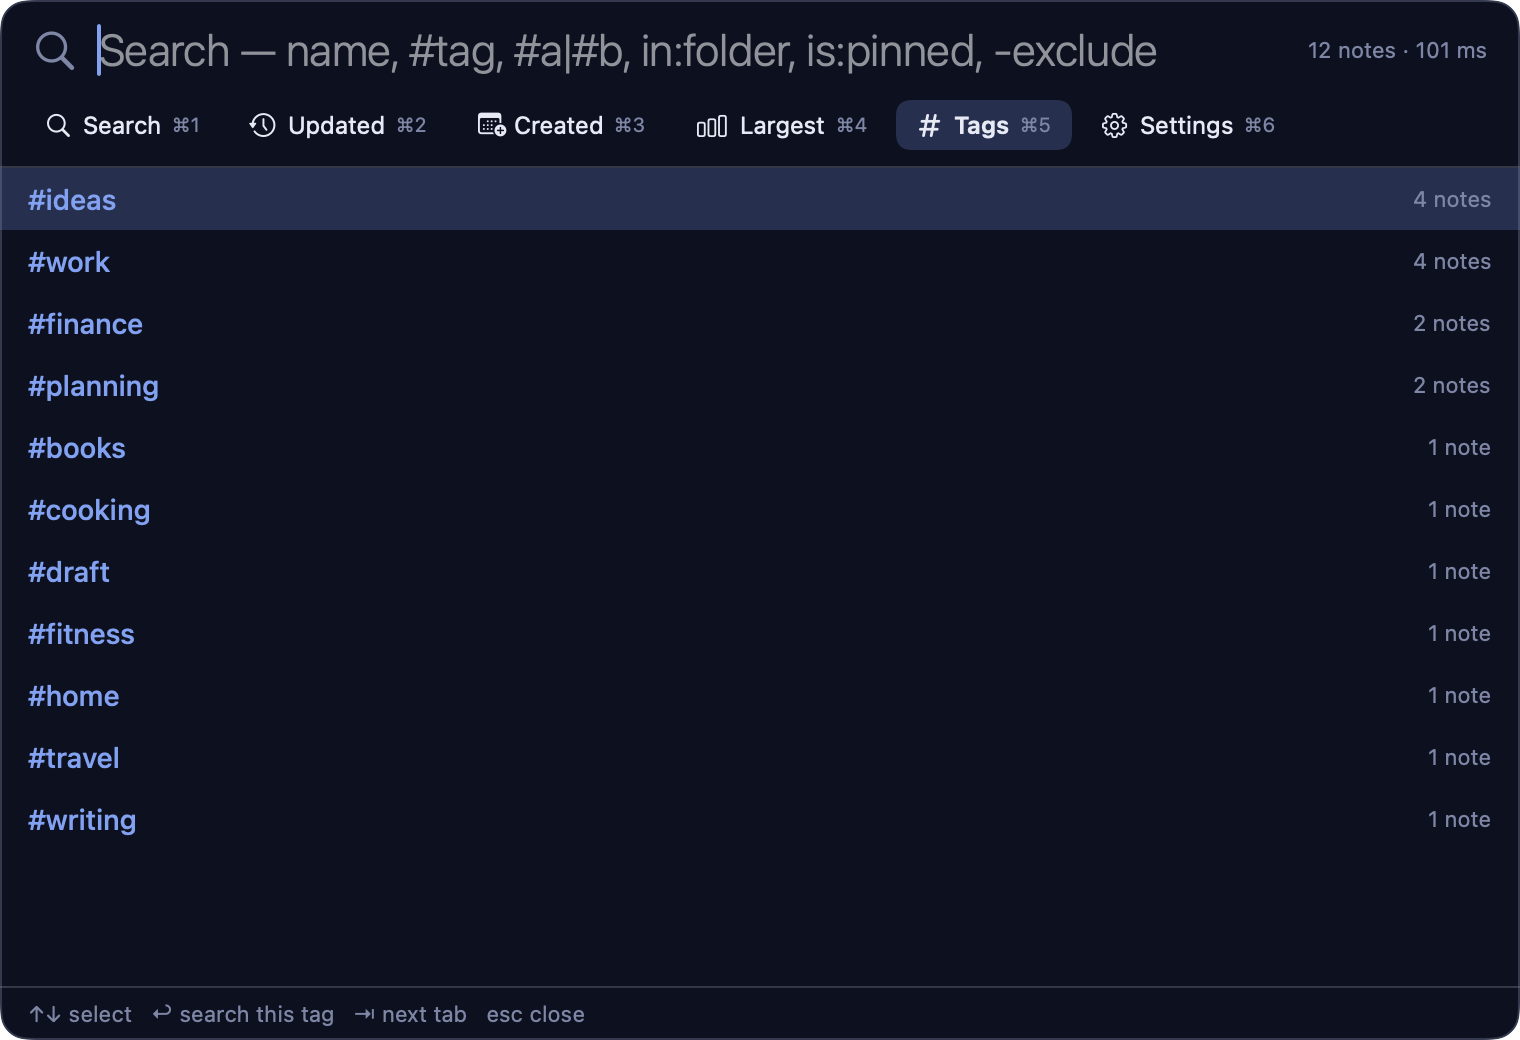 Search — name, #tag, #a|#b, in:folder, is:pinned, -exclude 12 notes · 101 ms
Search ⌘1 Updated ⌘2 Created ⌘3 Largest ⌘4 # Tags ⌘5 Settings ⌘6
#ideas 4 notes
#work 4 notes
#finance 2 notes
#planning 2 notes
#books 1 note
#cooking 1 note
#draft 1 note
#fitness 1 note
#home 1 note
#travel 1 note
#writing 1 note
↑↓ select ↩ search this tag ⇥ next tab esc close